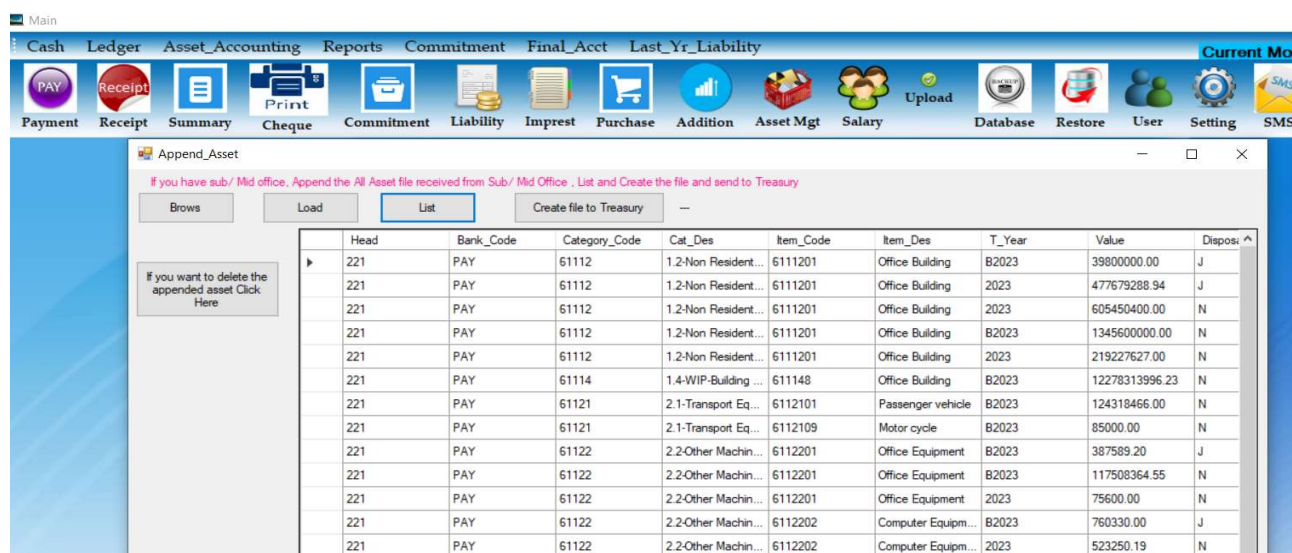 Main
Cash Ledger Asset_Accounting Reports Commitment Final_Acct Last_Yr_Liability
Current Mo
PAY Receipt Print BACKUP SMS
Upload
Payment Receipt Summary Cheque Commitment Liability Imprest Purchase Addition Asset Mgt Salary Database Restore User Setting SMS
Append_Asset
If you have sub/ Mid office, Append the All Asset file received from Sub/ Mid Office , List and Create the file and send to Treasury
Brows Load List Create file to Treasury ---
If you want to delete the
appended asset Click
Here
Head Bank_Code Category_Code Cat_Des Item_Code Item_Des T_Year Value Disposa
221 PAY 61112 1.2-Non Resident... 6111201 Office Building B2023 39800000.00 J
221 PAY 61112 1.2-Non Resident... 6111201 Office Building 2023 477679288.94 J
221 PAY 61112 1.2-Non Resident... 6111201 Office Building 2023 605450400.00 N
221 PAY 61112 1.2-Non Resident... 6111201 Office Building B2023 1345600000.00 N
221 PAY 61112 1.2-Non Resident... 6111201 Office Building 2023 219227627.00 N
221 PAY 61114 1.4-WIP-Building ... 611148 Office Building B2023 12278313996.23 N
221 PAY 61121 2.1-Transport Eq... 6112101 Passenger vehicle B2023 124318466.00 N
221 PAY 61121 2.1-Transport Eq... 6112109 Motor cycle B2023 85000.00 N
221 PAY 61122 2.2-Other Machin... 6112201 Office Equipment B2023 387589.20 J
221 PAY 61122 2.2-Other Machin... 6112201 Office Equipment B2023 117508364.55 N
221 PAY 61122 2.2-Other Machin... 6112201 Office Equipment 2023 75600.00 N
221 PAY 61122 2.2-Other Machin... 6112202 Computer Equipm... B2023 760330.00 J
221 PAY 61122 2.2-Other Machin... 6112202 Computer Equipm... 2023 523250.19 N